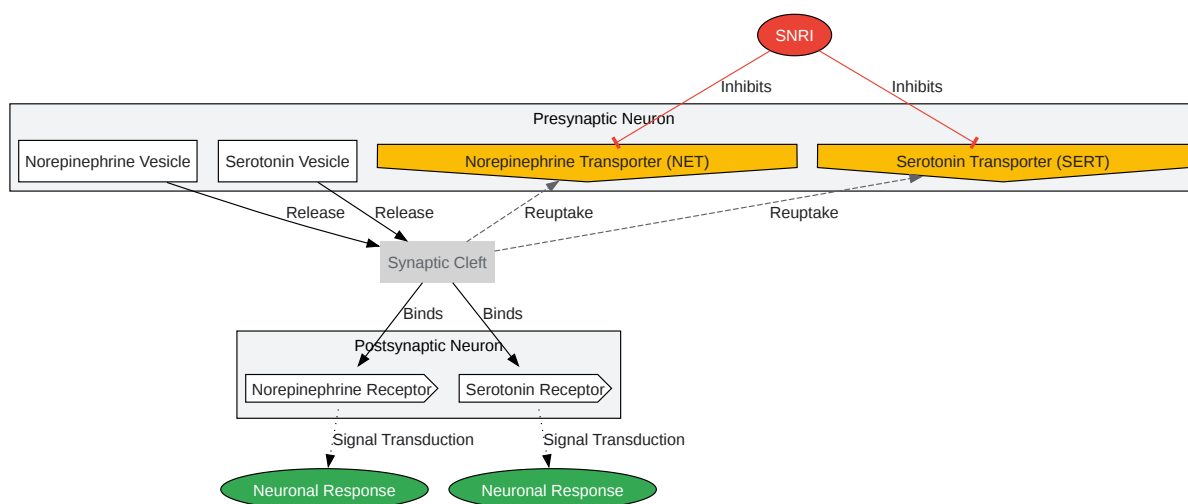 SNRI
Inhibits
Inhibits
Presynaptic Neuron
Norepinephrine Vesicle
Serotonin Vesicle
Norepinephrine Transporter (NET)
Serotonin Transporter (SERT)
Release
Release
Reuptake
Reuptake
Synaptic Cleft
Binds
Binds
Postsynaptic Neuron
Norepinephrine Receptor
Serotonin Receptor
Signal Transduction
Signal Transduction
Neuronal Response
Neuronal Response